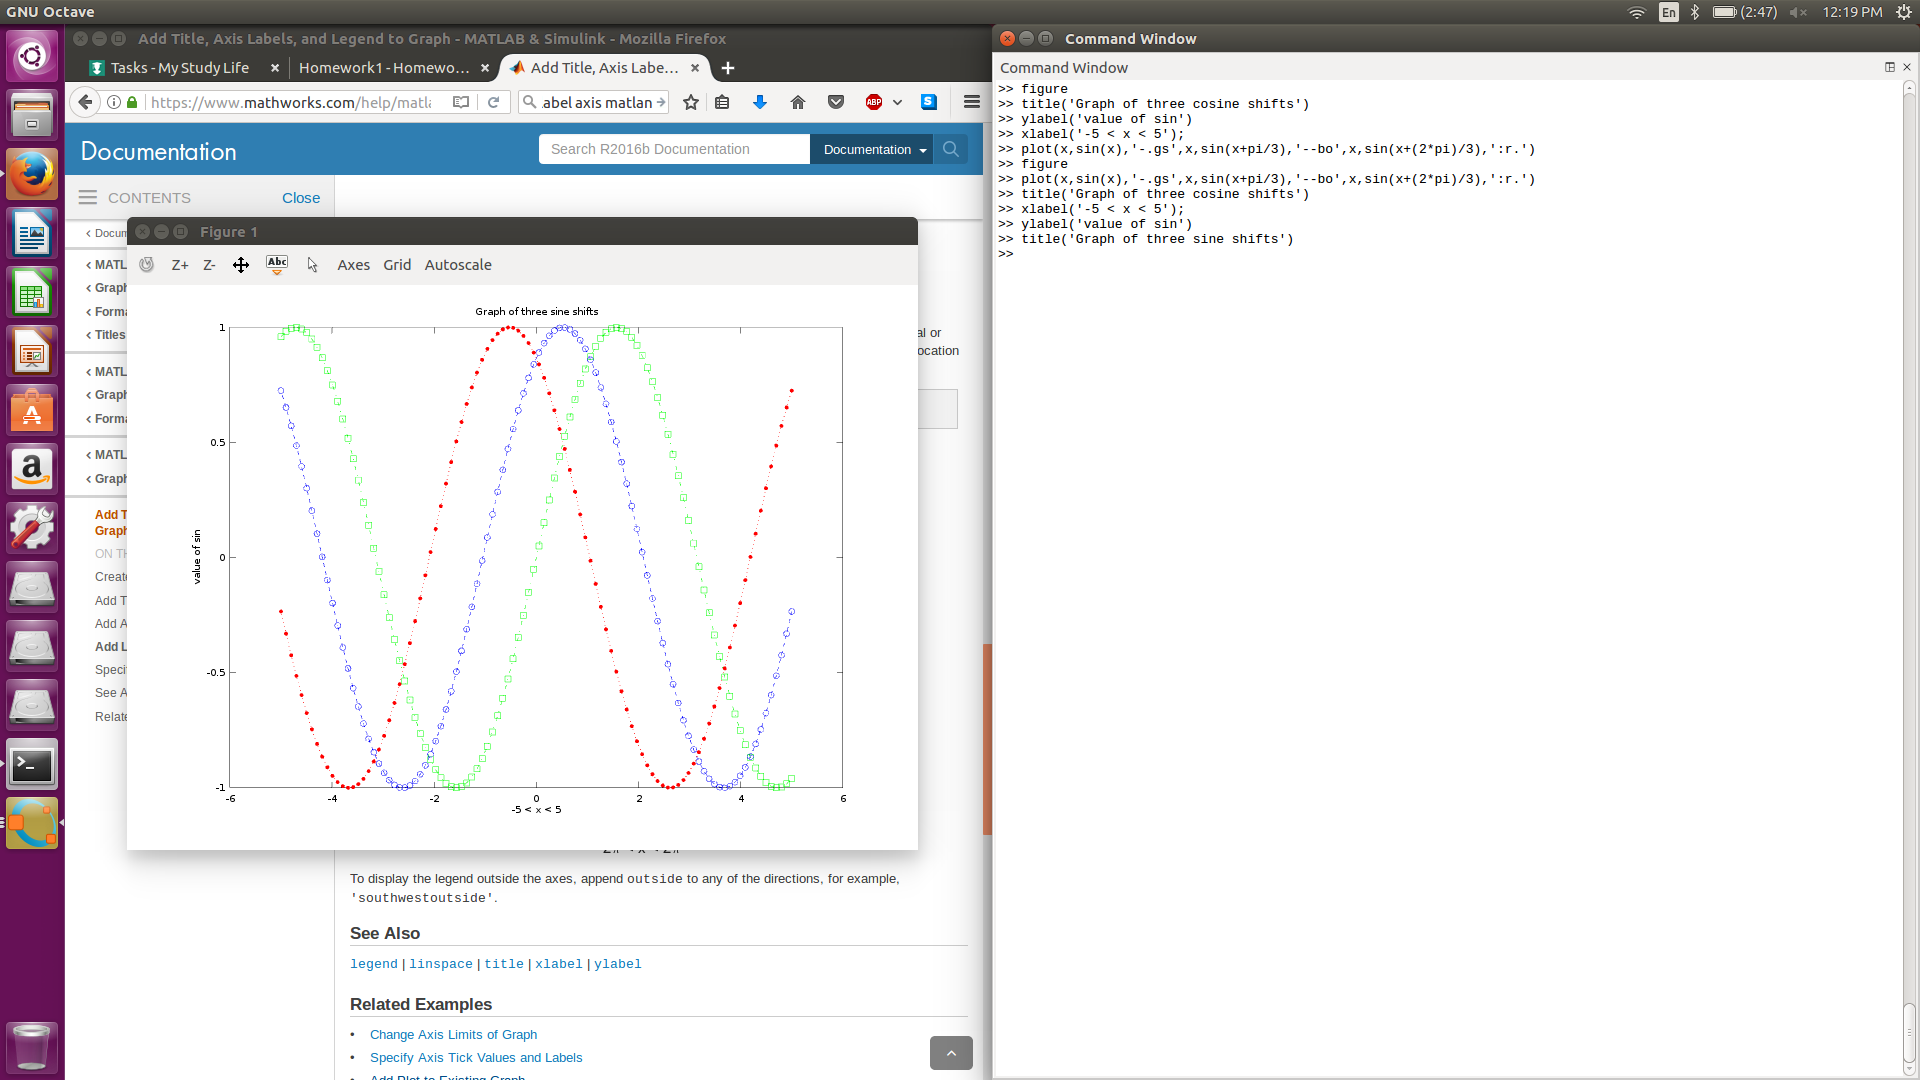 GNU Octave
En
(2:47)
12:19 PM
Add Title, Axis Labels, and Legend to Graph - MATLAB & Simulink - Mozilla Firefox
Tasks - My Study Life
Homework1 - Homewo...
Add Title, Axis Labe...
https://www.mathworks.com/help/matl
abel axis matlan
ABP
S
Documentation
Search R2016b Documentation
Documentation
CONTENTS
Close
Docum
MATL
Graph
Forma
Titles
MATL
Graph
Forma
MATL
Graph
Add T
Graph
ON TH
Create
Add T
Add A
Add L
Specif
See A
Relate
al or
ocation
Figure 1
Z+
Z-
Abc
Axes
Grid
Autoscale
Graph of three sine shifts
1
0.5
0
-0.5
-1
value of sin
-6
-4
-2
0
2
4
6
-5 < x < 5
To display the legend outside the axes, append outside to any of the directions, for example,
'southwestoutside'.
See Also
legend | linspace | title | xlabel | ylabel
Related Examples
• Change Axis Limits of Graph
• Specify Axis Tick Values and Labels
• Add Plot to Existing Graph
Command Window
Command Window
>> figure
>> title('Graph of three cosine shifts')
>> ylabel('value of sin')
>> xlabel('-5 < x < 5');
>> plot(x,sin(x),'-.gs',x,sin(x+pi/3),'--bo',x,sin(x+(2*pi)/3),':r.')
>> figure
>> plot(x,sin(x),'-.gs',x,sin(x+pi/3),'--bo',x,sin(x+(2*pi)/3),':r.')
>> title('Graph of three cosine shifts')
>> xlabel('-5 < x < 5');
>> ylabel('value of sin')
>> title('Graph of three sine shifts')
>>